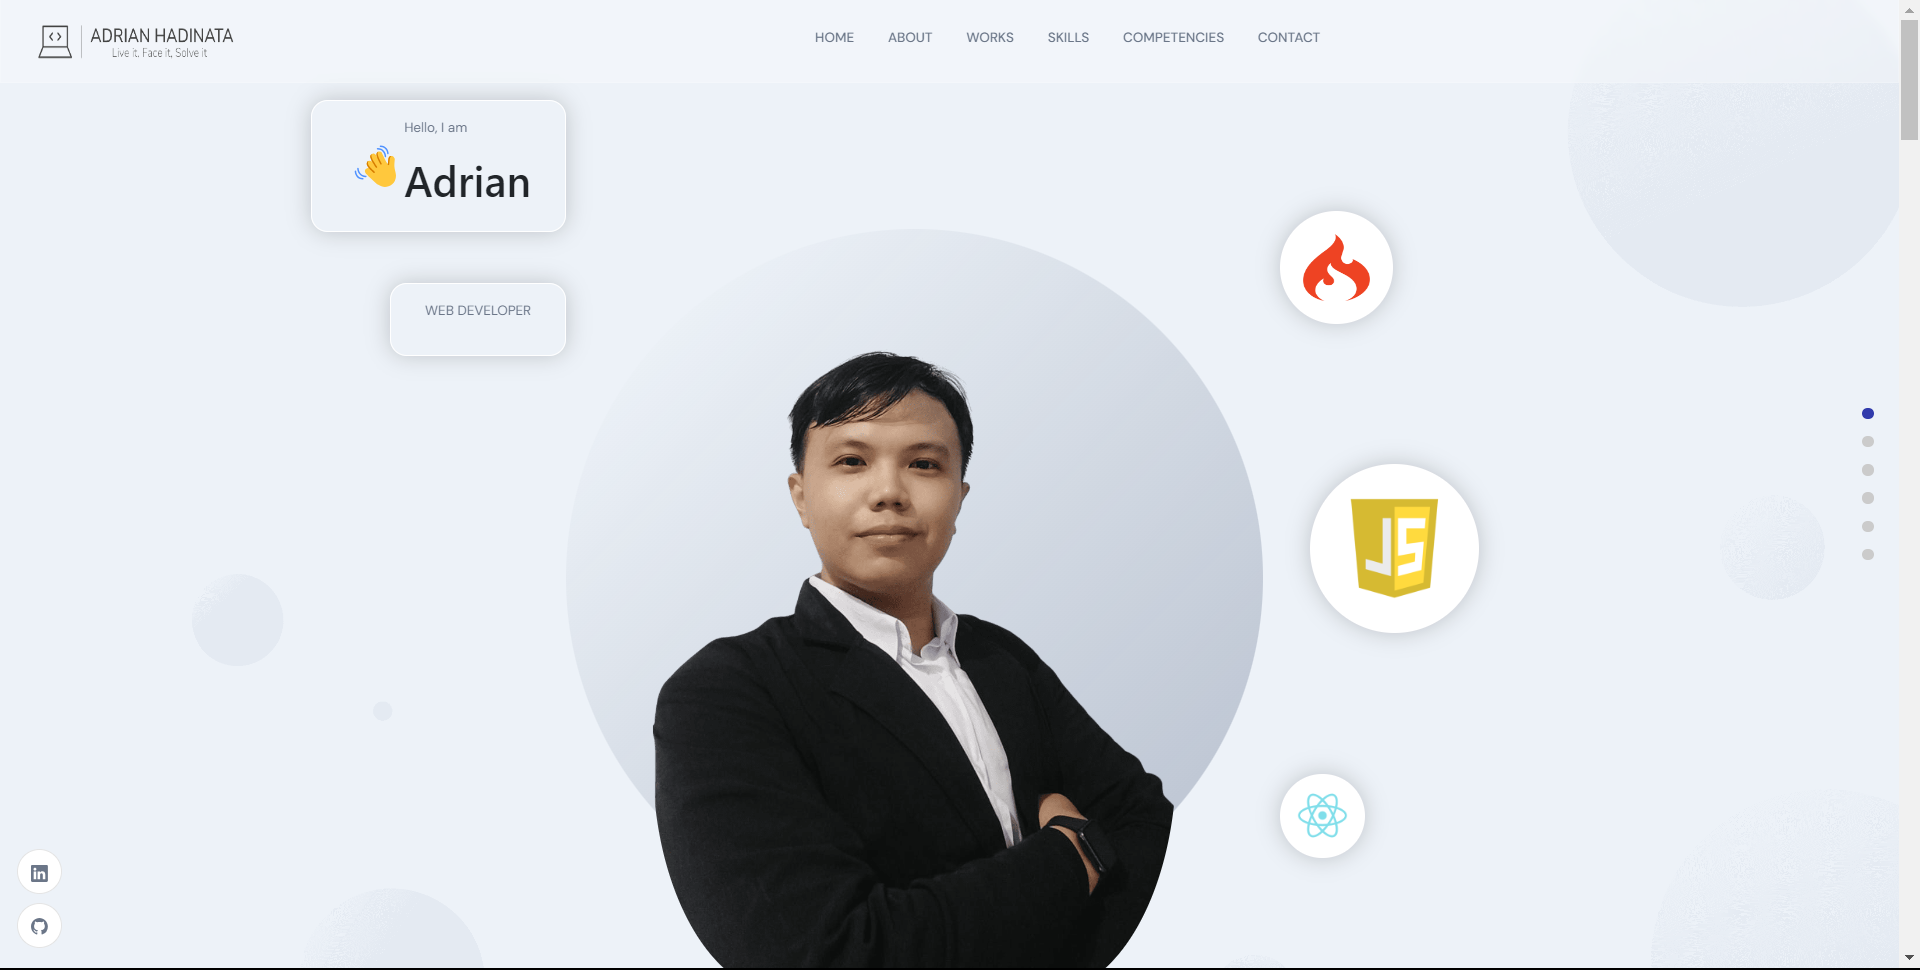 ADRIAN HADINATA
Live it, Face it, Solve it
HOME
ABOUT
WORKS
SKILLS
COMPETENCIES
CONTACT
Hello, I am
Adrian
WEB DEVELOPER
JS
in